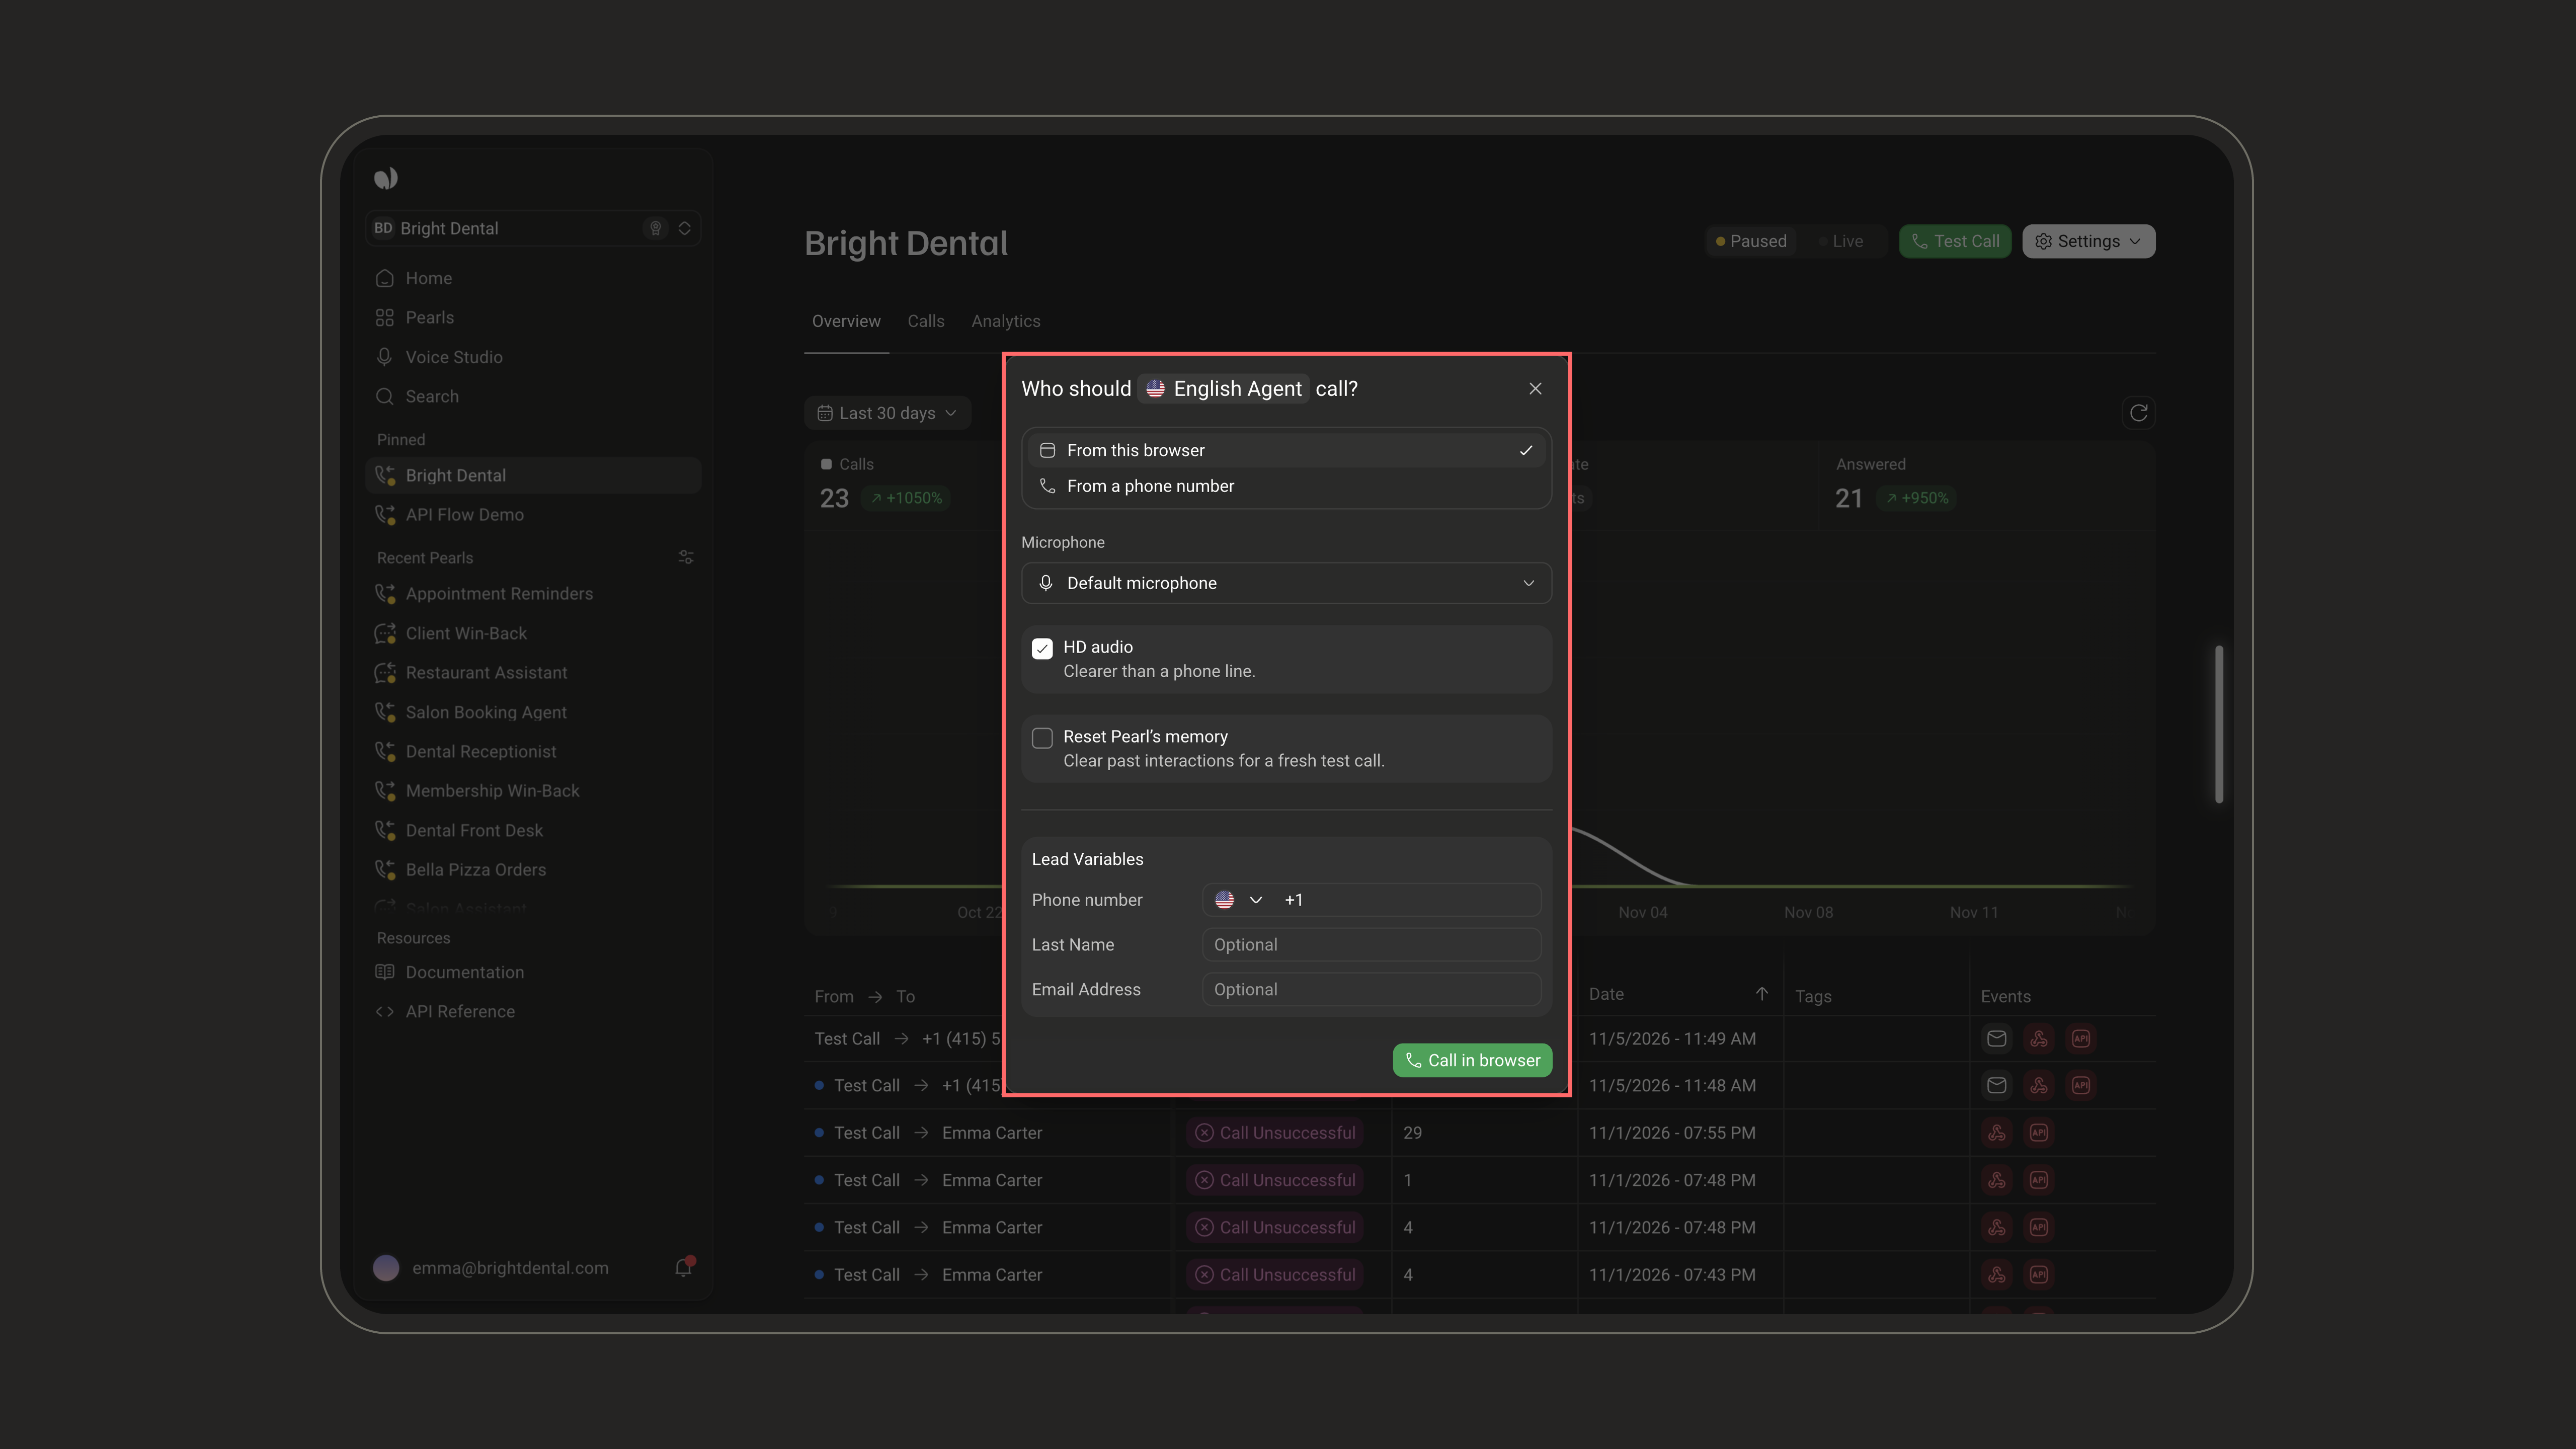 BD Bright Dental
Home
Pearls
Voice Studio
Search
Pinned
Bright Dental
API Flow Demo
Recent Pearls
Appointment Reminders
Client Win-Back
Restaurant Assistant
Salon Booking Agent
Dental Receptionist
Membership Win-Back
Dental Front Desk
Bella Pizza Orders
Salon Assistant
Resources
Documentation
API Reference
emma@brightdental.com
Bright Dental
Paused Live Test Call Settings
Overview Calls Analytics
Last 30 days
Calls
23 +1050%
Answered
21 +950%
Oct 22 Nov 04 Nov 08 Nov 11
Who should English Agent call?
From this browser
From a phone number
Microphone
Default microphone
HD audio
Clearer than a phone line.
Reset Pearl's memory
Clear past interactions for a fresh test call.
Lead Variables
Phone number +1
Last Name Optional
Email Address Optional
Call in browser
From → To Date Tags Events
Test Call → +1 (415) 5 11/5/2026 - 11:49 AM API
Test Call → +1 (415) 11/5/2026 - 11:48 AM API
Test Call → Emma Carter Call Unsuccessful 29 11/1/2026 - 07:55 PM API
Test Call → Emma Carter Call Unsuccessful 1 11/1/2026 - 07:48 PM API
Test Call → Emma Carter Call Unsuccessful 4 11/1/2026 - 07:48 PM API
Test Call → Emma Carter Call Unsuccessful 4 11/1/2026 - 07:43 PM API